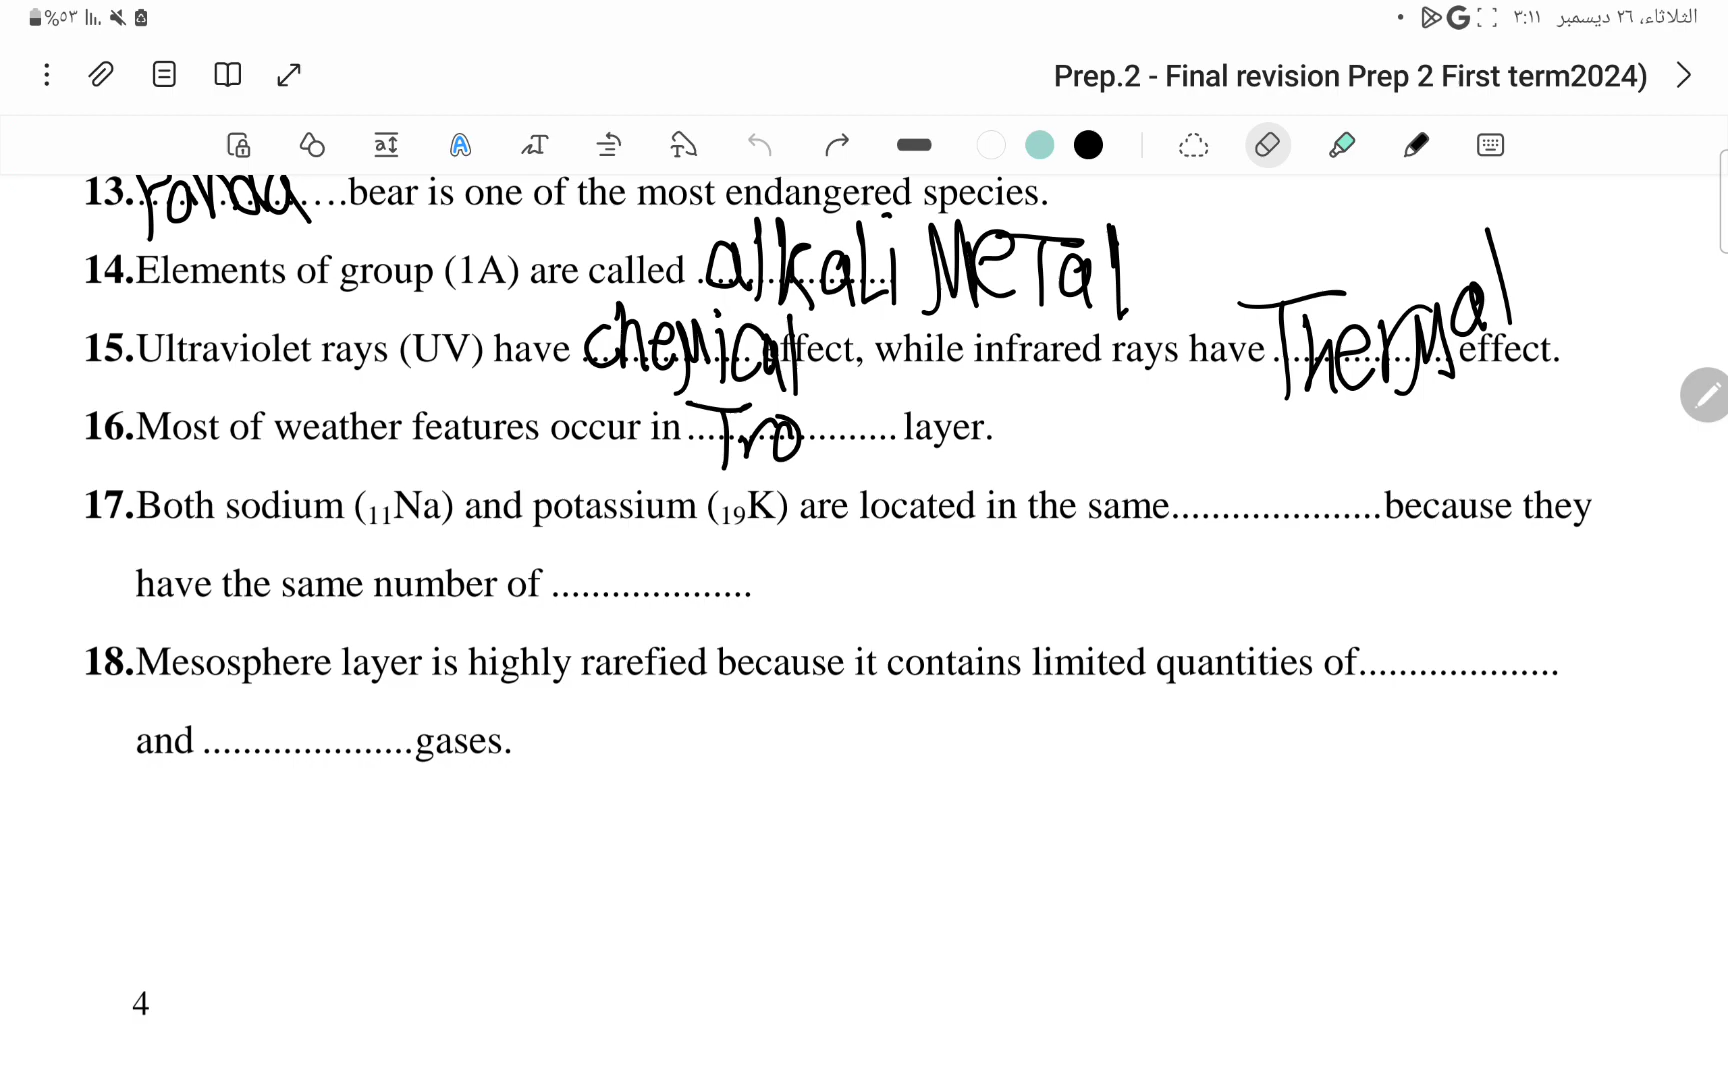 %٥٣ الثلاثاء، ٢٦ ديسمبر ٣:١١
Prep.2 - Final revision Prep 2 First term2024)
13.Panda....bear is one of the most endangered species.
14.Elements of group (1A) are called alkali Metal
15.Ultraviolet rays (UV) have chemical effect, while infrared rays have Thermal effect.
16.Most of weather features occur in Tro layer.
17.Both sodium (₁₁Na) and potassium (₁₉K) are located in the same.....................because they
have the same number of ....................
18.Mesosphere layer is highly rarefied because it contains limited quantities of....................
and .....................gases.
4